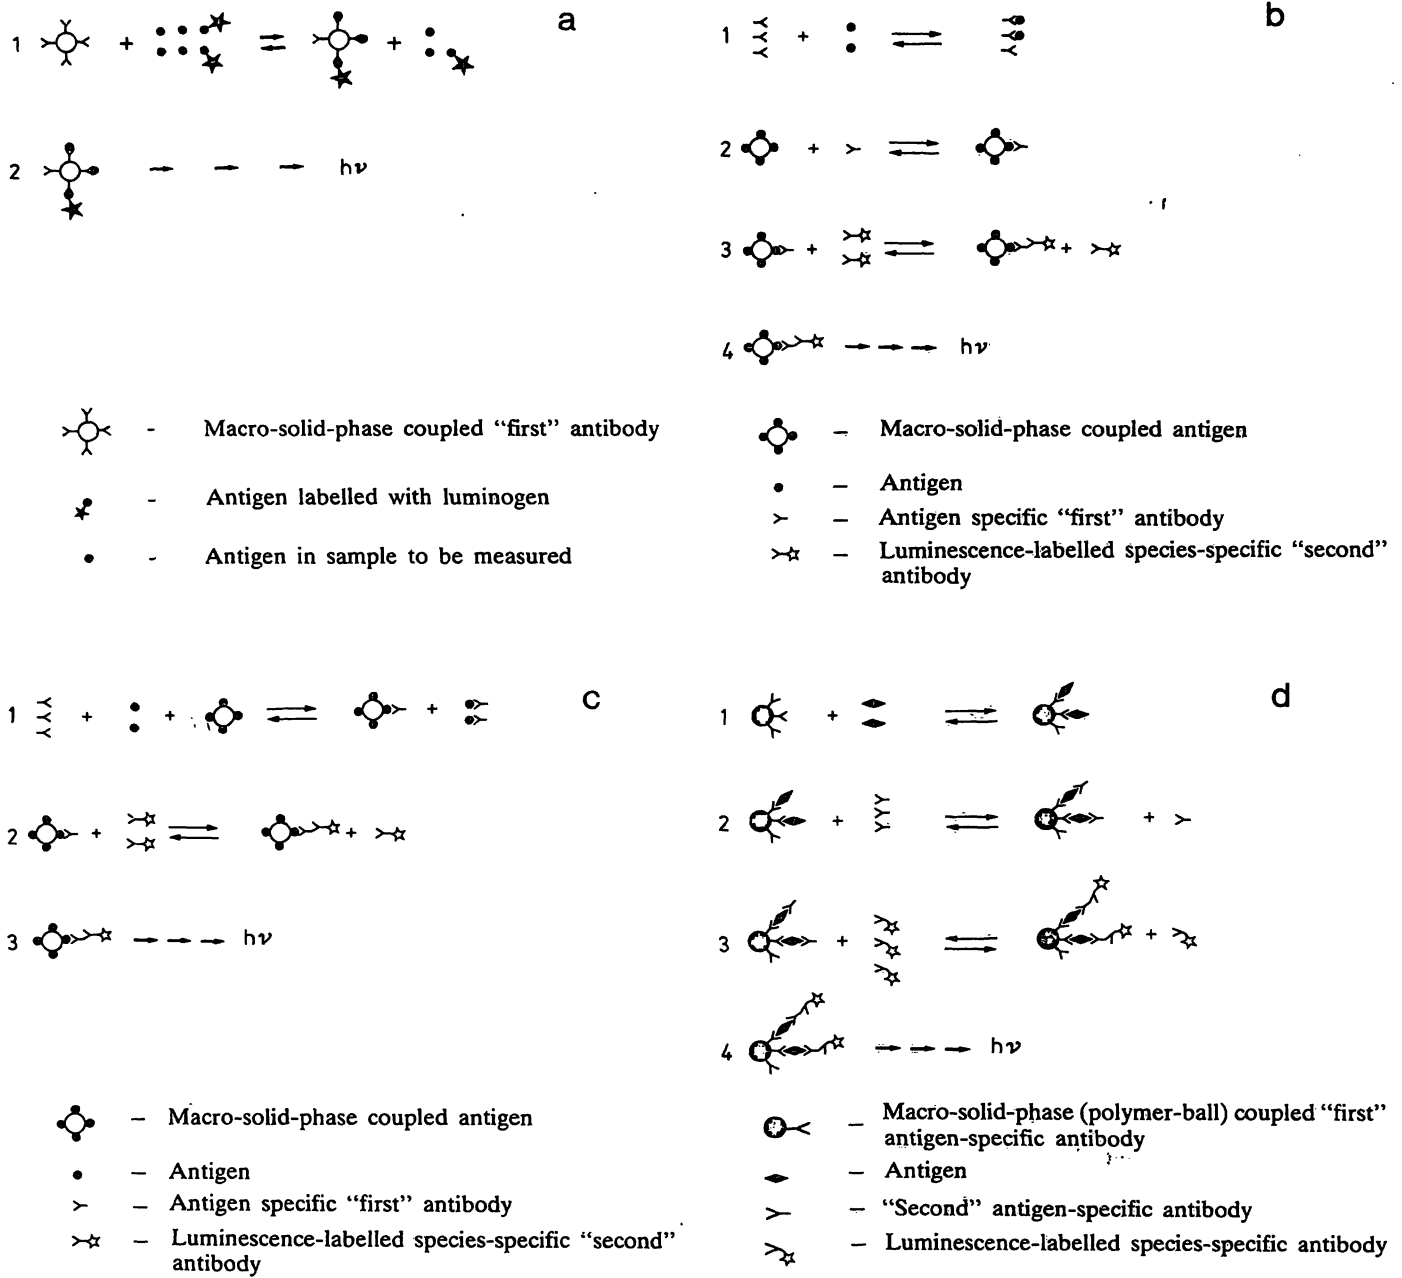 a
1 + ⇌ +
2 → → → hν
- Macro-solid-phase coupled “first” antibody
- Antigen labelled with luminogen
- Antigen in sample to be measured
b
1 + ⇌
2 + ⇌
3 + ⇌ +
4 → → → hν
— Macro-solid-phase coupled antigen
— Antigen
— Antigen specific “first” antibody
— Luminescence-labelled species-specific “second”
antibody
c
1 + + ⇌ +
2 + ⇌ +
3 → → → hν
— Macro-solid-phase coupled antigen
— Antigen
— Antigen specific “first” antibody
— Luminescence-labelled species-specific “second”
antibody
d
1 + ⇌
2 + ⇌ +
3 + ⇌ +
4 → → → hν
— Macro-solid-phase (polymer-ball) coupled “first”
antigen-specific antibody
— Antigen
— “Second” antigen-specific antibody
— Luminescence-labelled species-specific antibody